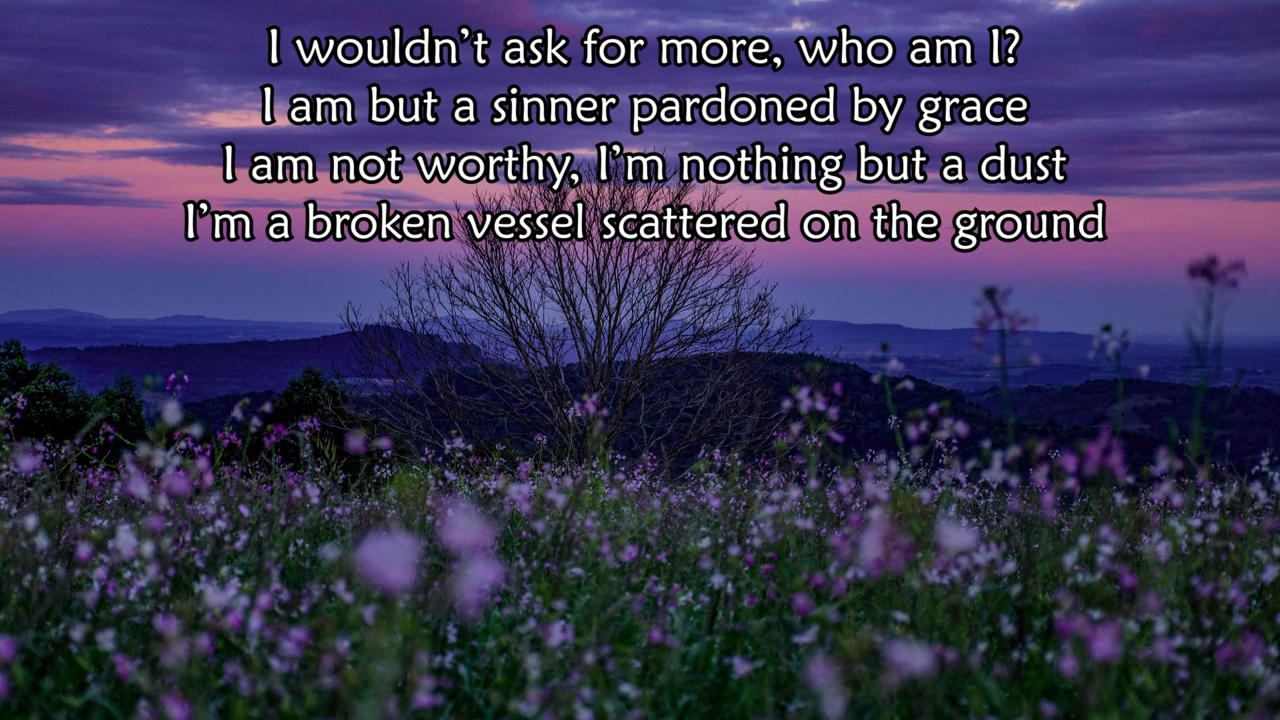 I wouldn’t ask for more, who am I?
I am but a sinner pardoned by grace
I am not worthy, I’m nothing but a dust
I’m a broken vessel scattered on the ground